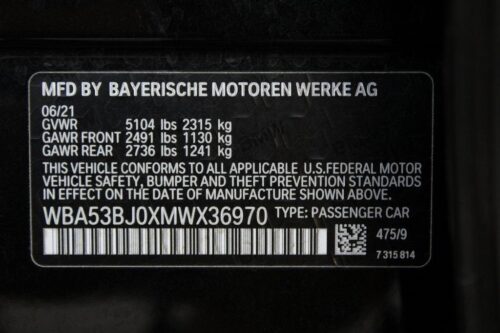 MFD BY BAYERISCHE MOTOREN WERKE AG
06/21
GVWR 5104 lbs 2315 kg
GAWR FRONT 2491 lbs 1130 kg
GAWR REAR 2736 lbs 1241 kg
THIS VEHICLE CONFORMS TO ALL APPLICABLE U.S.FEDERAL MOTOR
VEHICLE SAFETY, BUMPER, AND THEFT PREVENTION STANDARDS
IN EFFECT ON THE DATE OF MANUFACTURE SHOWN ABOVE.
WBA53BJ0XMWX36970 TYPE: PASSENGER CAR
475/9
7 315 814